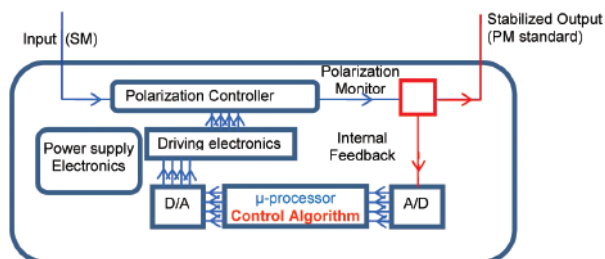 Input (SM)
Stabilized Output
(PM standard)
Polarization
Monitor
Polarization Controller
Internal
Feedback
Power supply
Electronics
Driving electronics
D/A
µ-processor
Control Algorithm
A/D